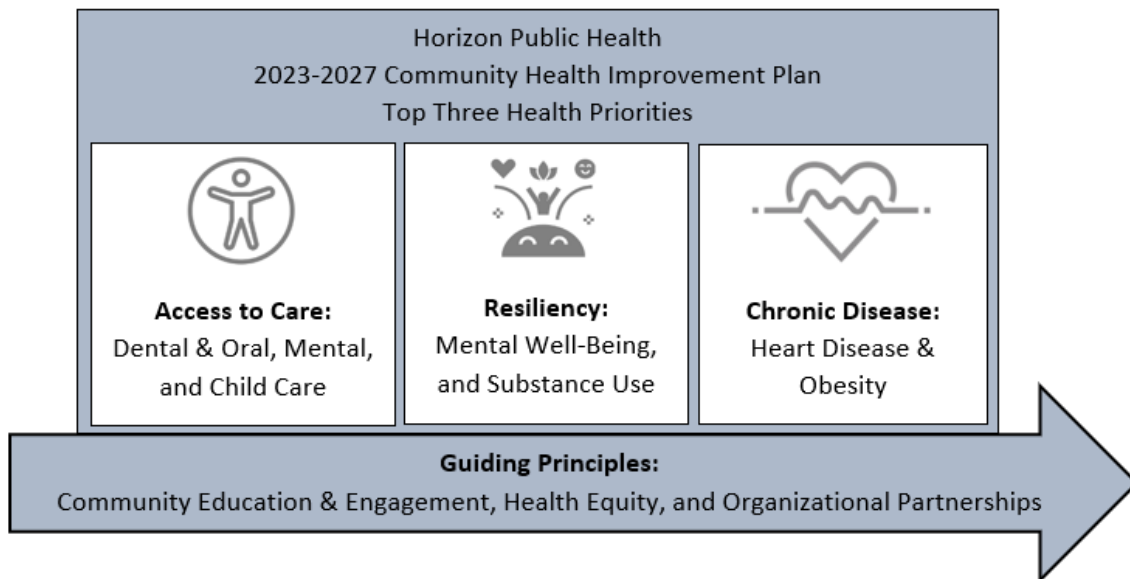 Horizon Public Health
2023-2027 Community Health Improvement Plan
Top Three Health Priorities
Access to Care:
Dental & Oral, Mental,
and Child Care
Resiliency:
Mental Well-Being,
and Substance Use
Chronic Disease:
Heart Disease &
Obesity
Guiding Principles:
Community Education & Engagement, Health Equity, and Organizational Partnerships